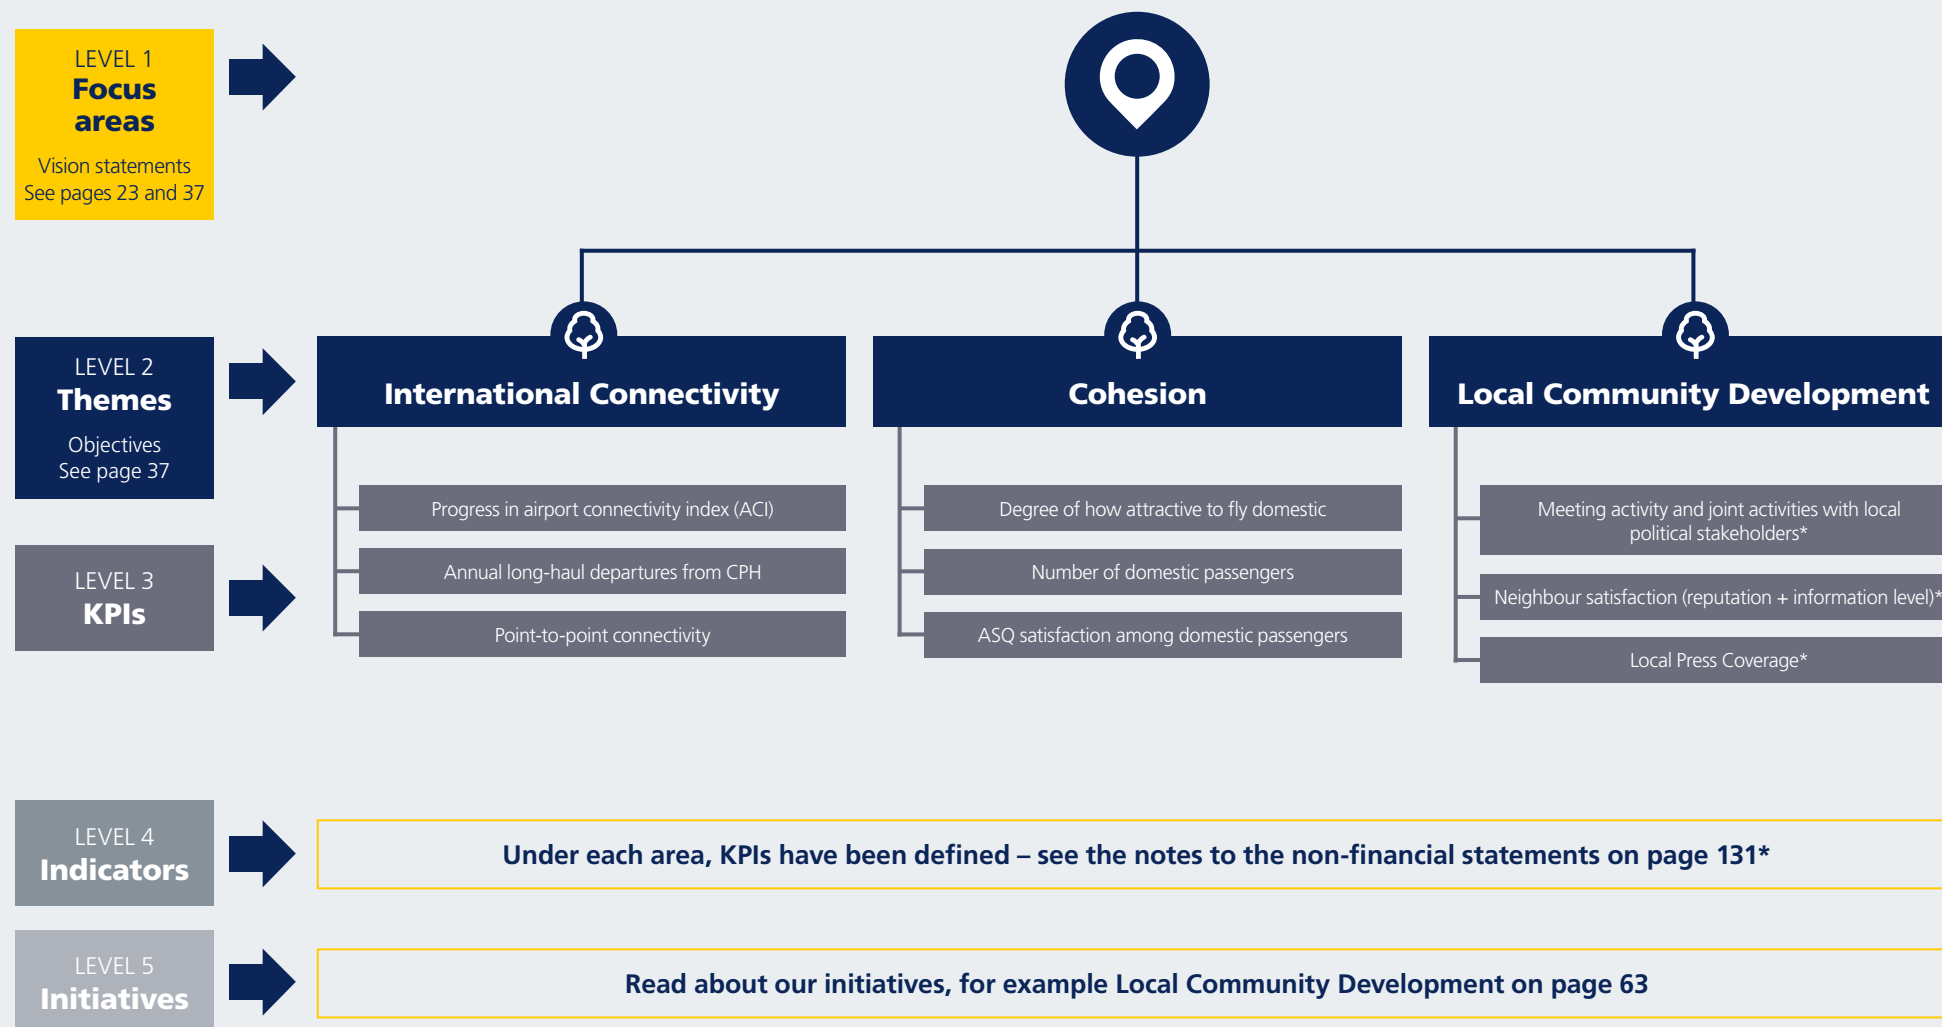 LEVEL 1
Focus
areas
Vision statements
See pages 23 and 37
LEVEL 2
Themes
Objectives
See page 37
International Connectivity
Cohesion
Local Community Development
LEVEL 3
KPIs
Progress in airport connectivity index (ACI)
Annual long-haul departures from CPH
Point-to-point connectivity
Degree of how attractive to fly domestic
Number of domestic passengers
ASQ satisfaction among domestic passengers
Meeting activity and joint activities with local
political stakeholders*
Neighbour satisfaction (reputation + information level)*
Local Press Coverage*
LEVEL 4
Indicators
Under each area, KPIs have been defined – see the notes to the non-financial statements on page 131*
LEVEL 5
Initiatives
Read about our initiatives, for example Local Community Development on page 63